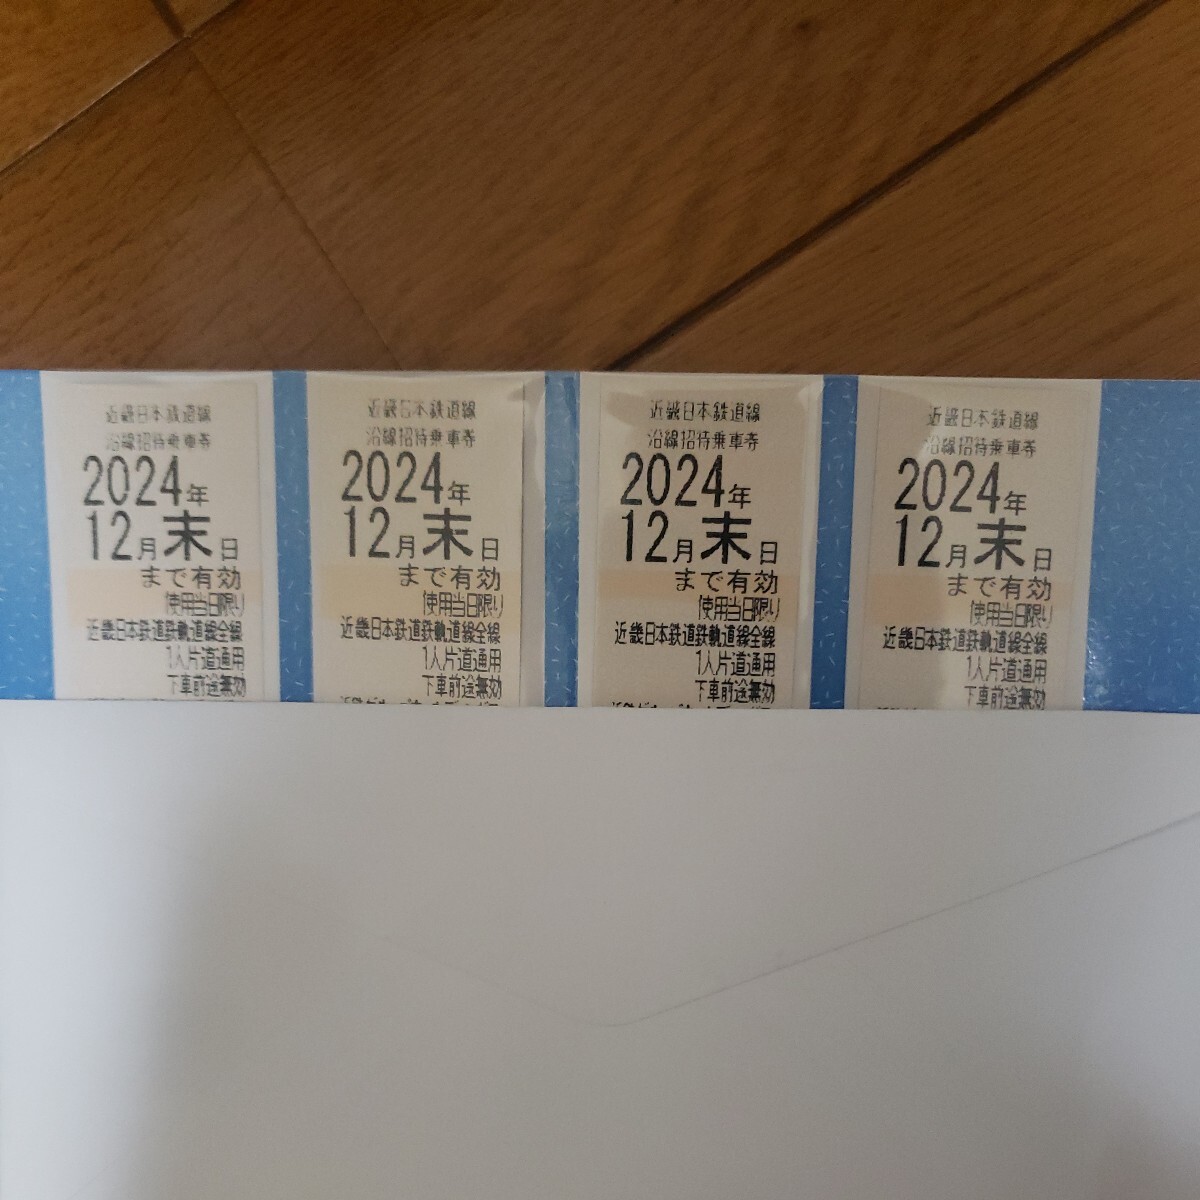 近畿日本鉄道線
沿線招待乗車券
2024年
12月末日
まで有効
使用当日限り
近畿日本鉄道鉄軌道線全線
1人片道通用
下車前途無効
近畿日本鉄道線
沿線招待乗車券
2024年
12月末日
まで有効
使用当日限り
近畿日本鉄道鉄軌道線全線
1人片道通用
下車前途無効
近畿日本鉄道線
沿線招待乗車券
2024年
12月末日
まで有効
使用当日限り
近畿日本鉄道鉄軌道線全線
1人片道通用
下車前途無効
近畿日本鉄道線
沿線招待乗車券
2024年
12月末日
まで有効
使用当日限り
近畿日本鉄道鉄軌道線全線
1人片道通用
下車前途無効